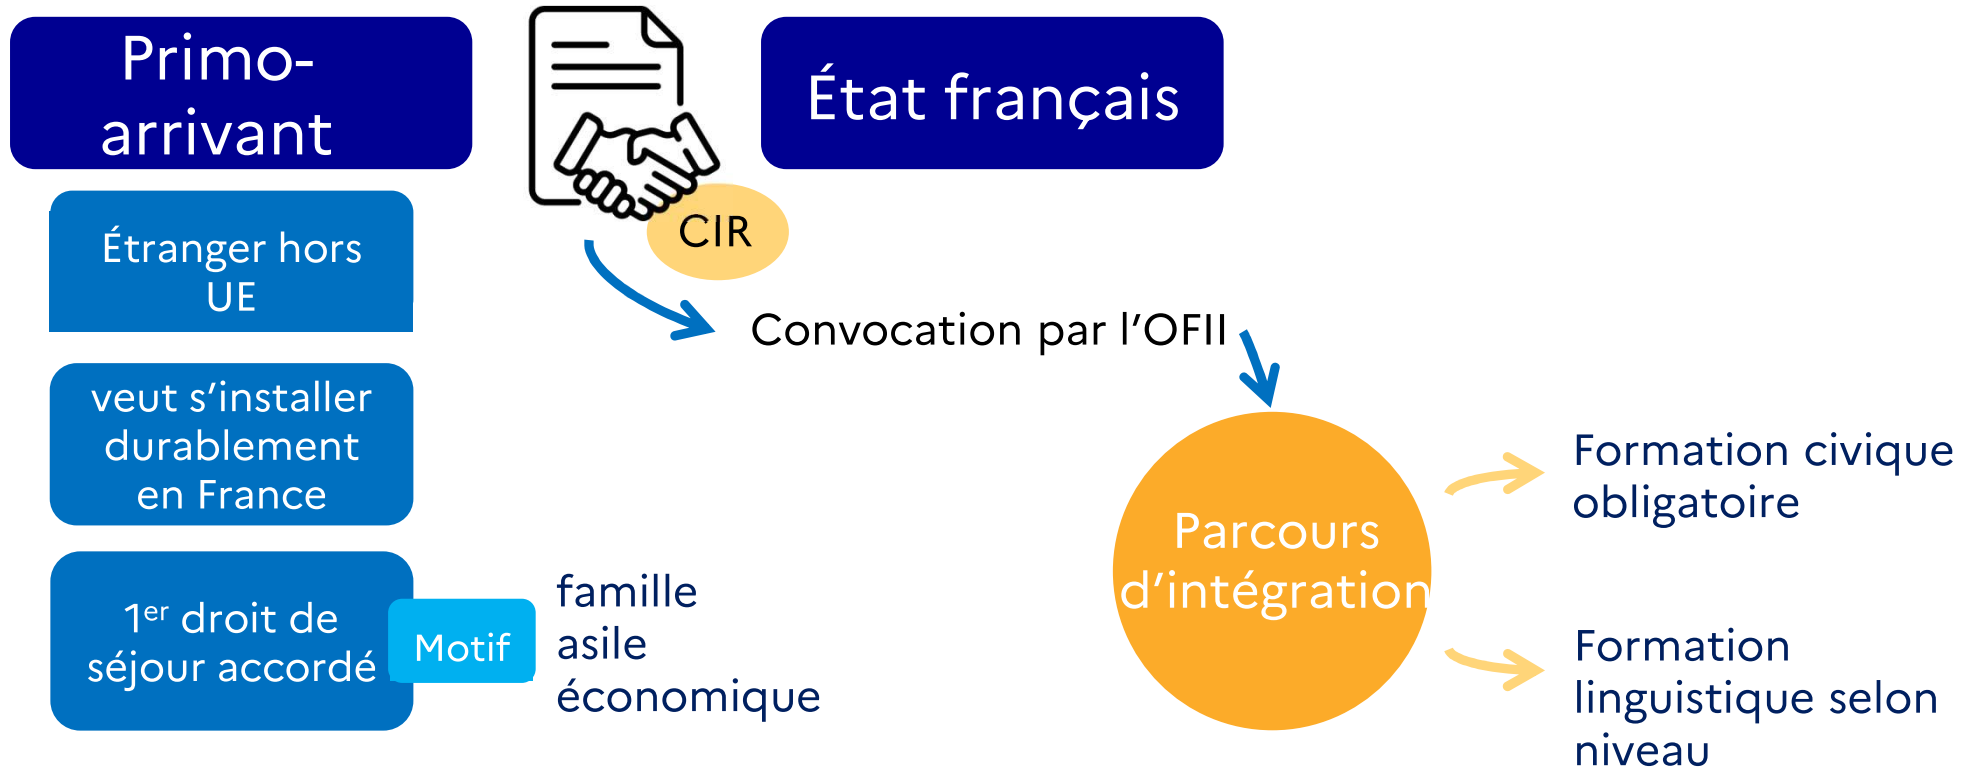 Primo-
arrivant
État français
CIR
Étranger hors
UE
Convocation par l’OFII
veut s’installer
durablement
en France
1er droit de
séjour accordé
Motif
famille
asile
économique
Parcours
d’intégration
Formation civique
obligatoire
Formation
linguistique selon
niveau